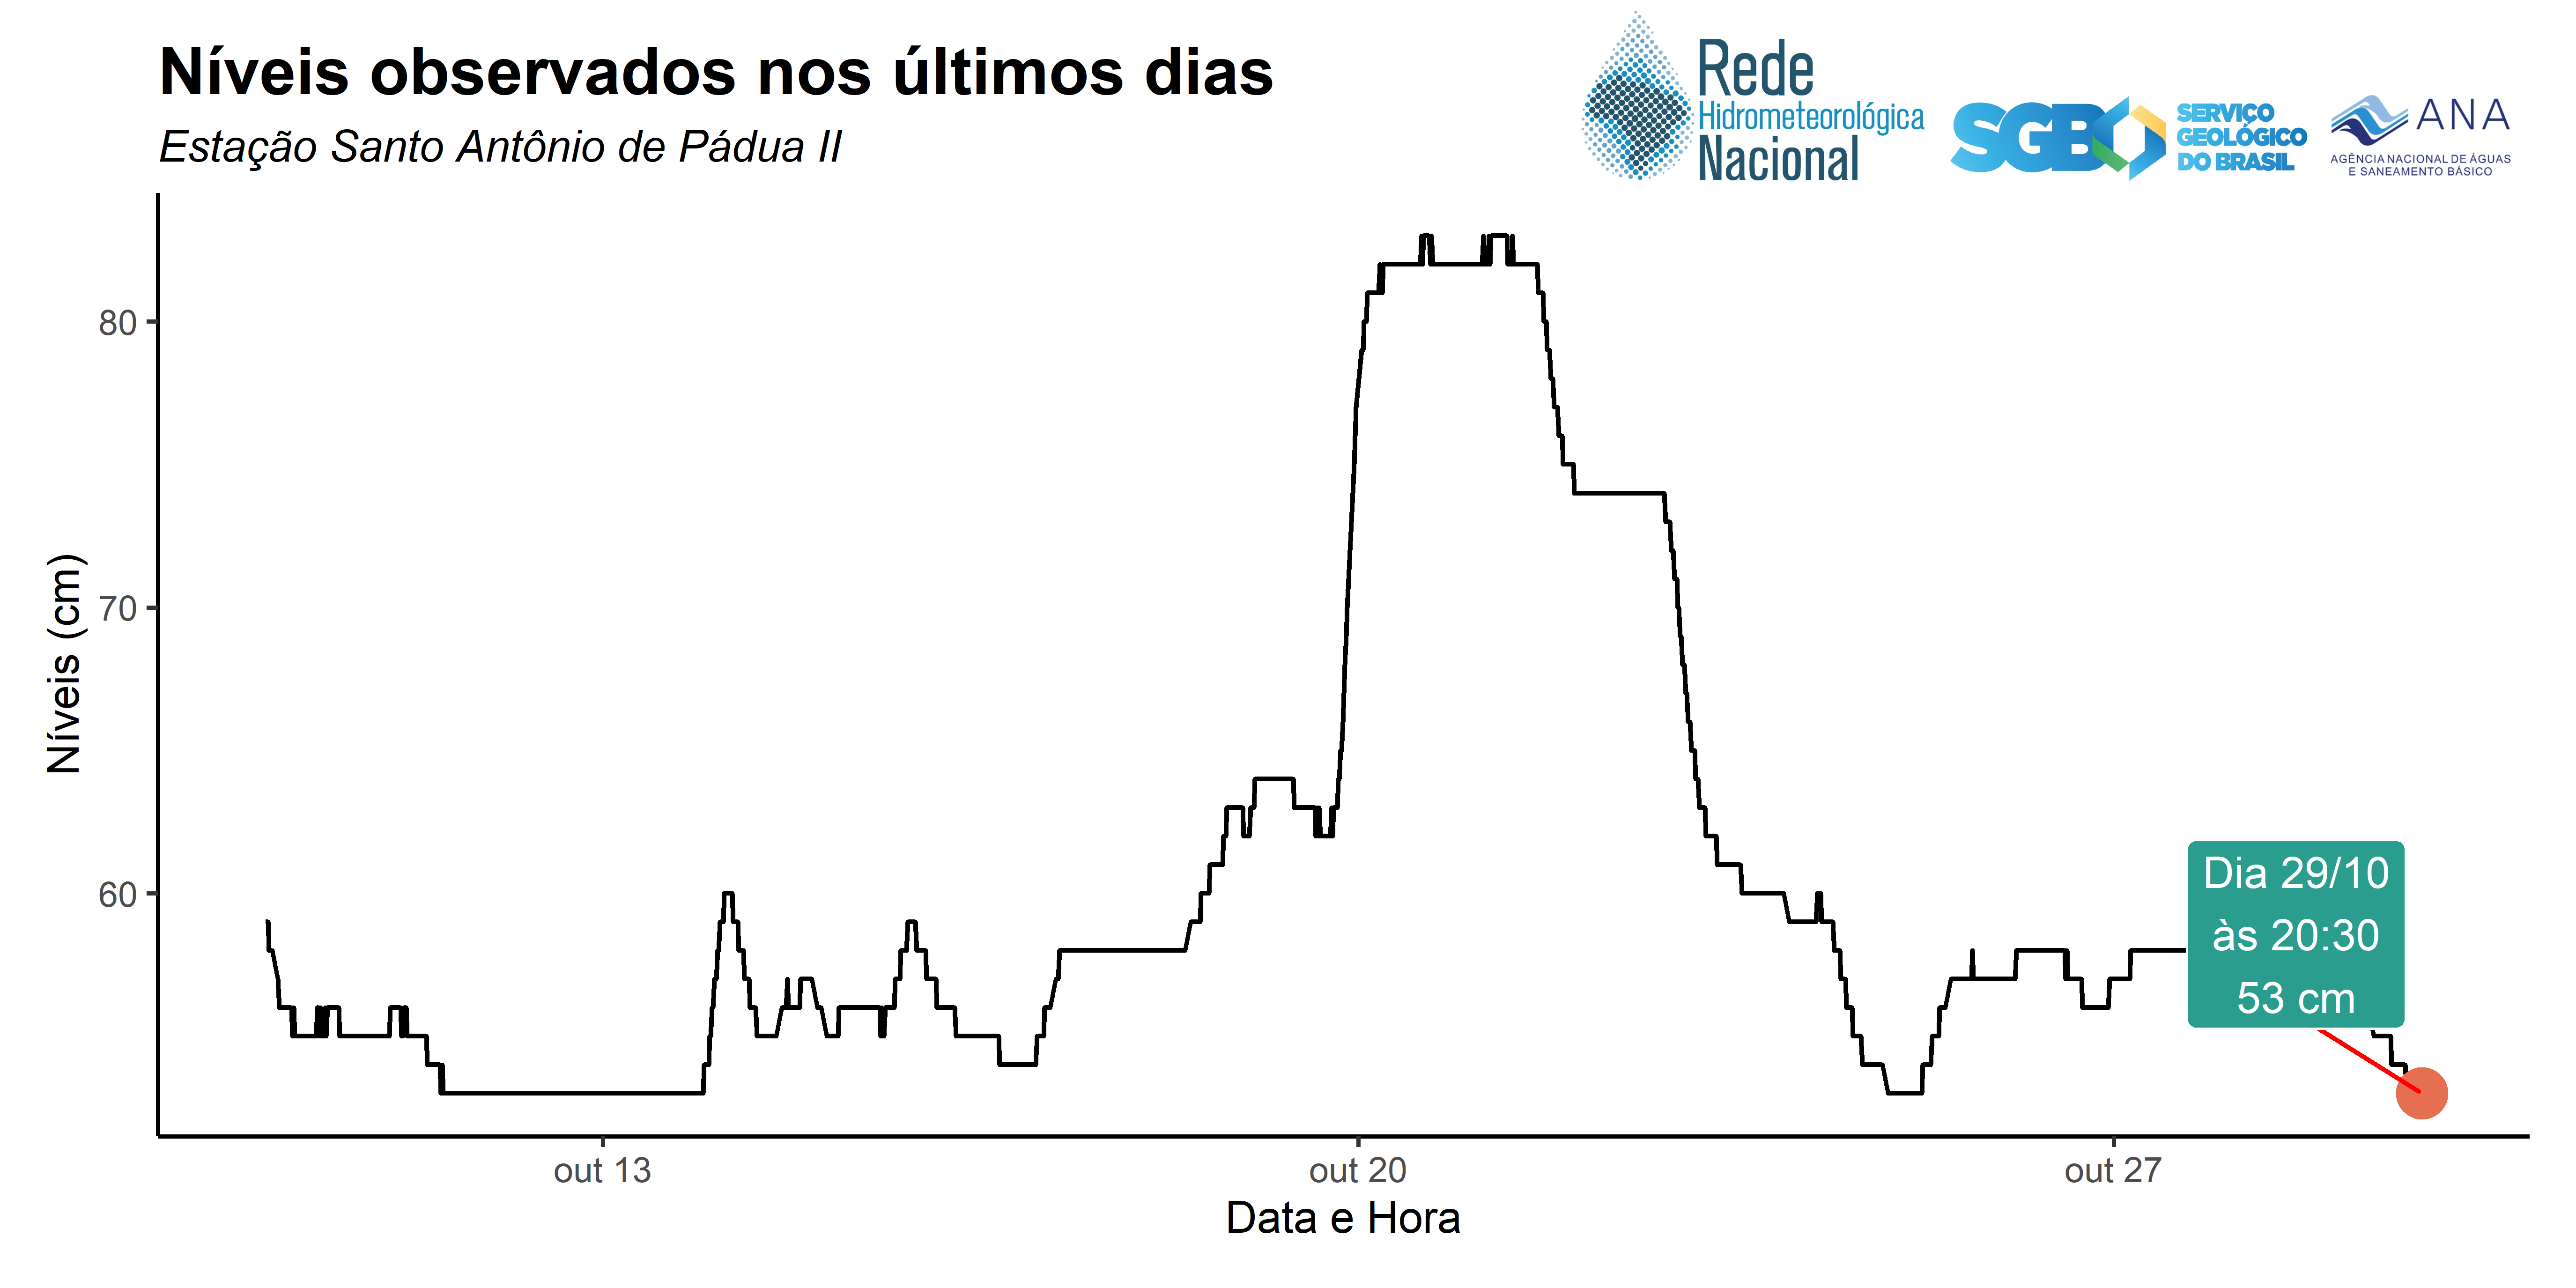 Níveis observados nos últimos dias
Estação Santo Antônio de Pádua II
Rede
Hidrometeorológica
Nacional
SGB
SERVIÇO
GEOLÓGICO
DO BRASIL
ANA
AGÊNCIA NACIONAL DE ÁGUAS
E SANEAMENTO BÁSICO
Níveis (cm)
80
70
60
Dia 29/10
às 20:30
53 cm
out 13
out 20
out 27
Data e Hora